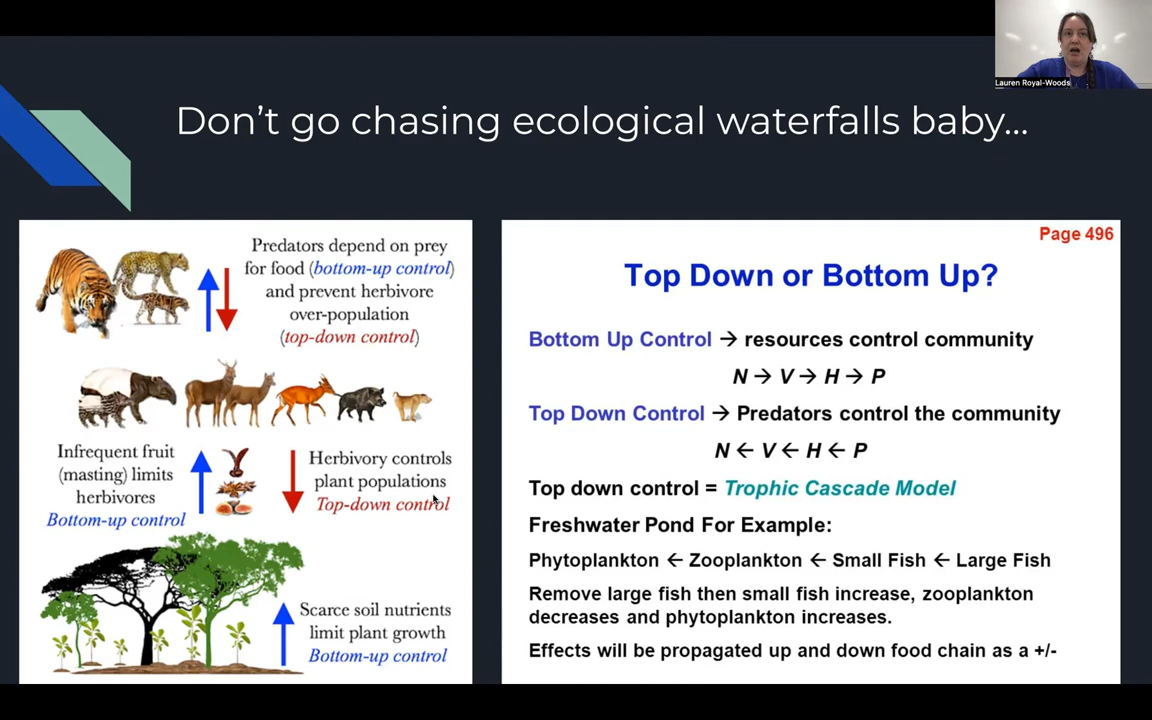 Lauren Royal-Woods
Don't go chasing ecological waterfalls baby...
Predators depend on prey
for food (bottom-up control)
and prevent herbivore
over-population
(top-down control)
Infrequent fruit
(masting) limits
herbivores
Bottom-up control
Herbivory controls
plant populations
Top-down control
Scarce soil nutrients
limit plant growth
Bottom-up control
Page 496
Top Down or Bottom Up?
Bottom Up Control → resources control community
N → V → H → P
Top Down Control → Predators control the community
N ← V ← H ← P
Top down control = Trophic Cascade Model
Freshwater Pond For Example:
Phytoplankton ← Zooplankton ← Small Fish ← Large Fish
Remove large fish then small fish increase, zooplankton
decreases and phytoplankton increases.
Effects will be propagated up and down food chain as a +/-